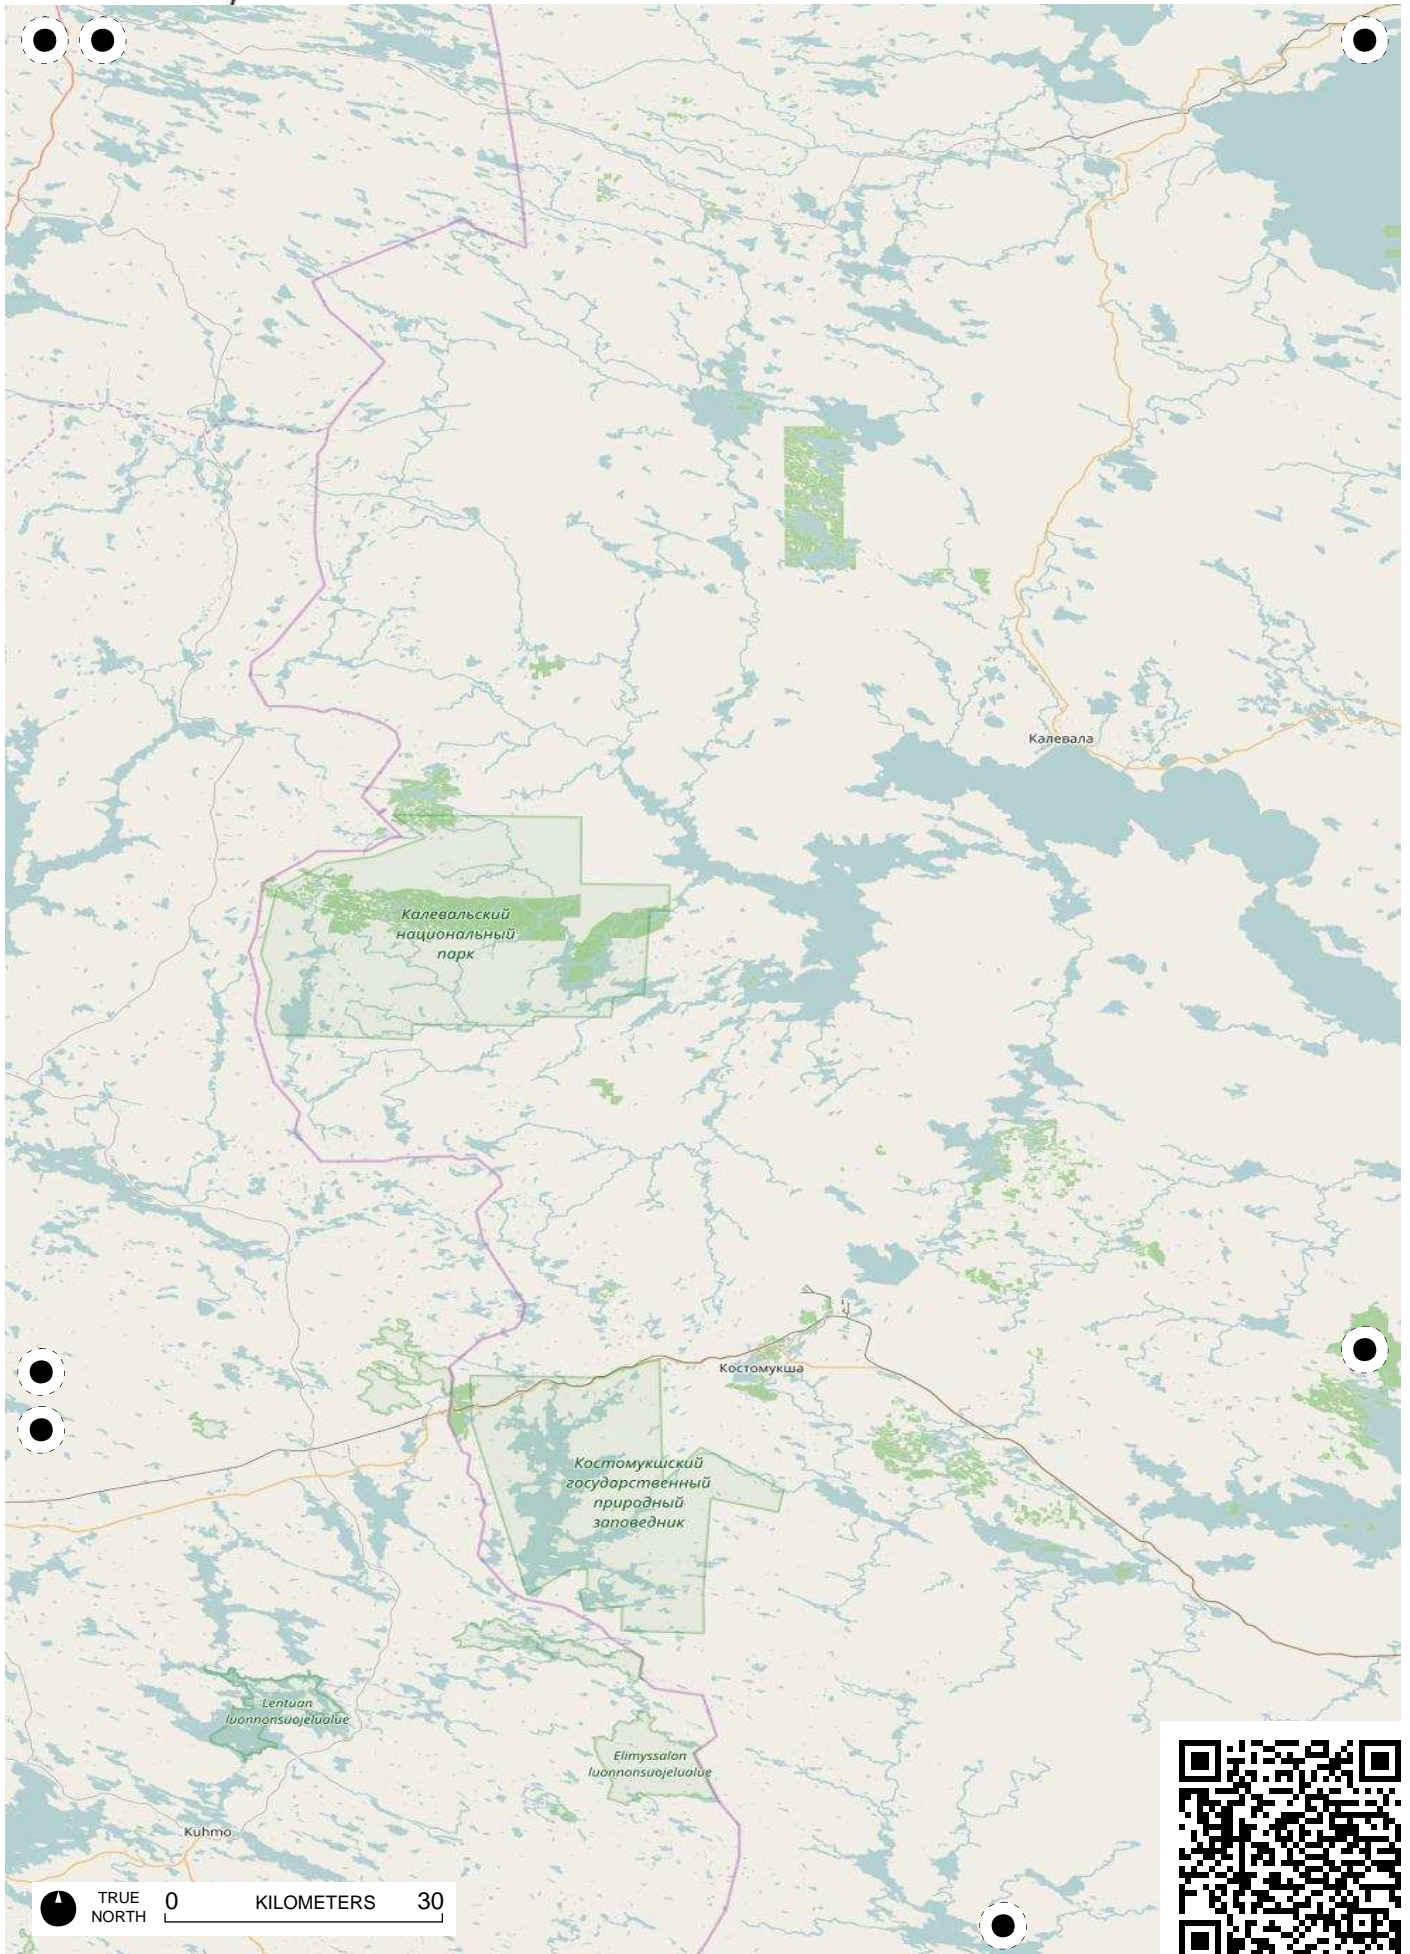 Калевала
Калевальский
национальный
парк
Костомукша
Костомукшский
государственный
природный
заповедник
Lentuan
luonnonsuojelualue
Elimyssalon
luonnonsuojelualue
Kuhmo
TRUE
NORTH
0 KILOMETERS 30